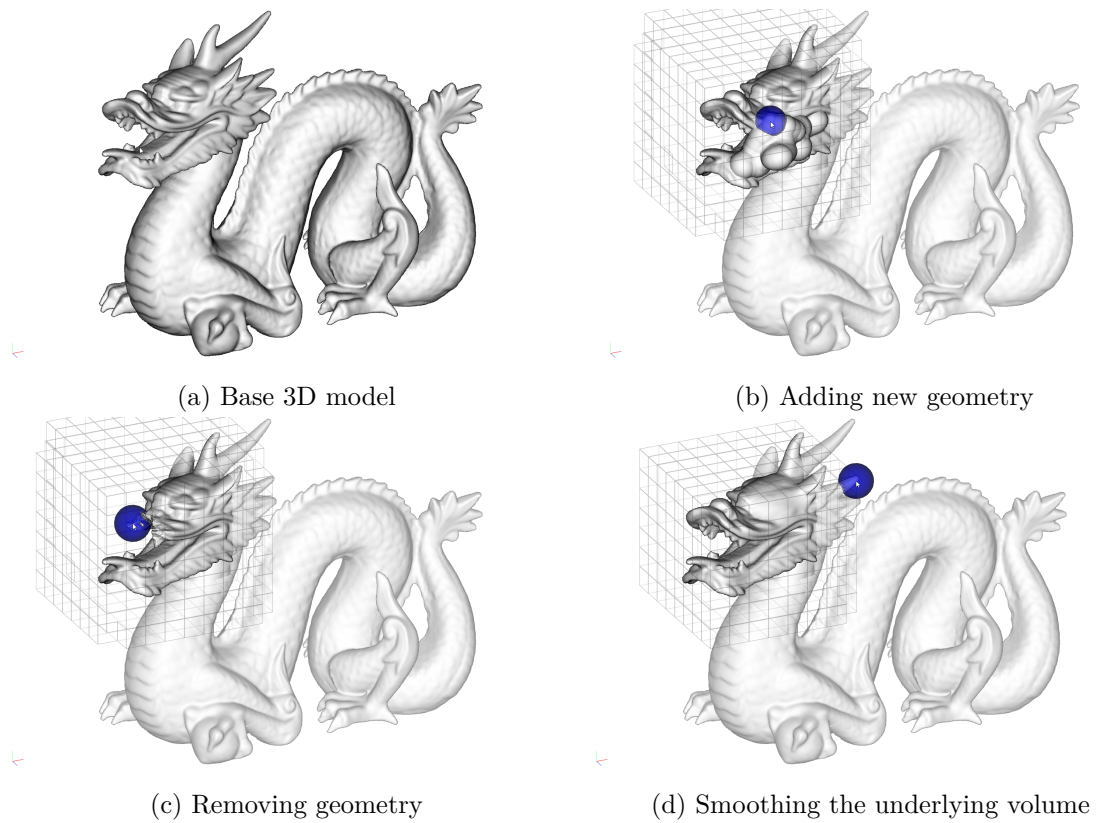 (a) Base 3D model
(b) Adding new geometry
(c) Removing geometry
(d) Smoothing the underlying volume